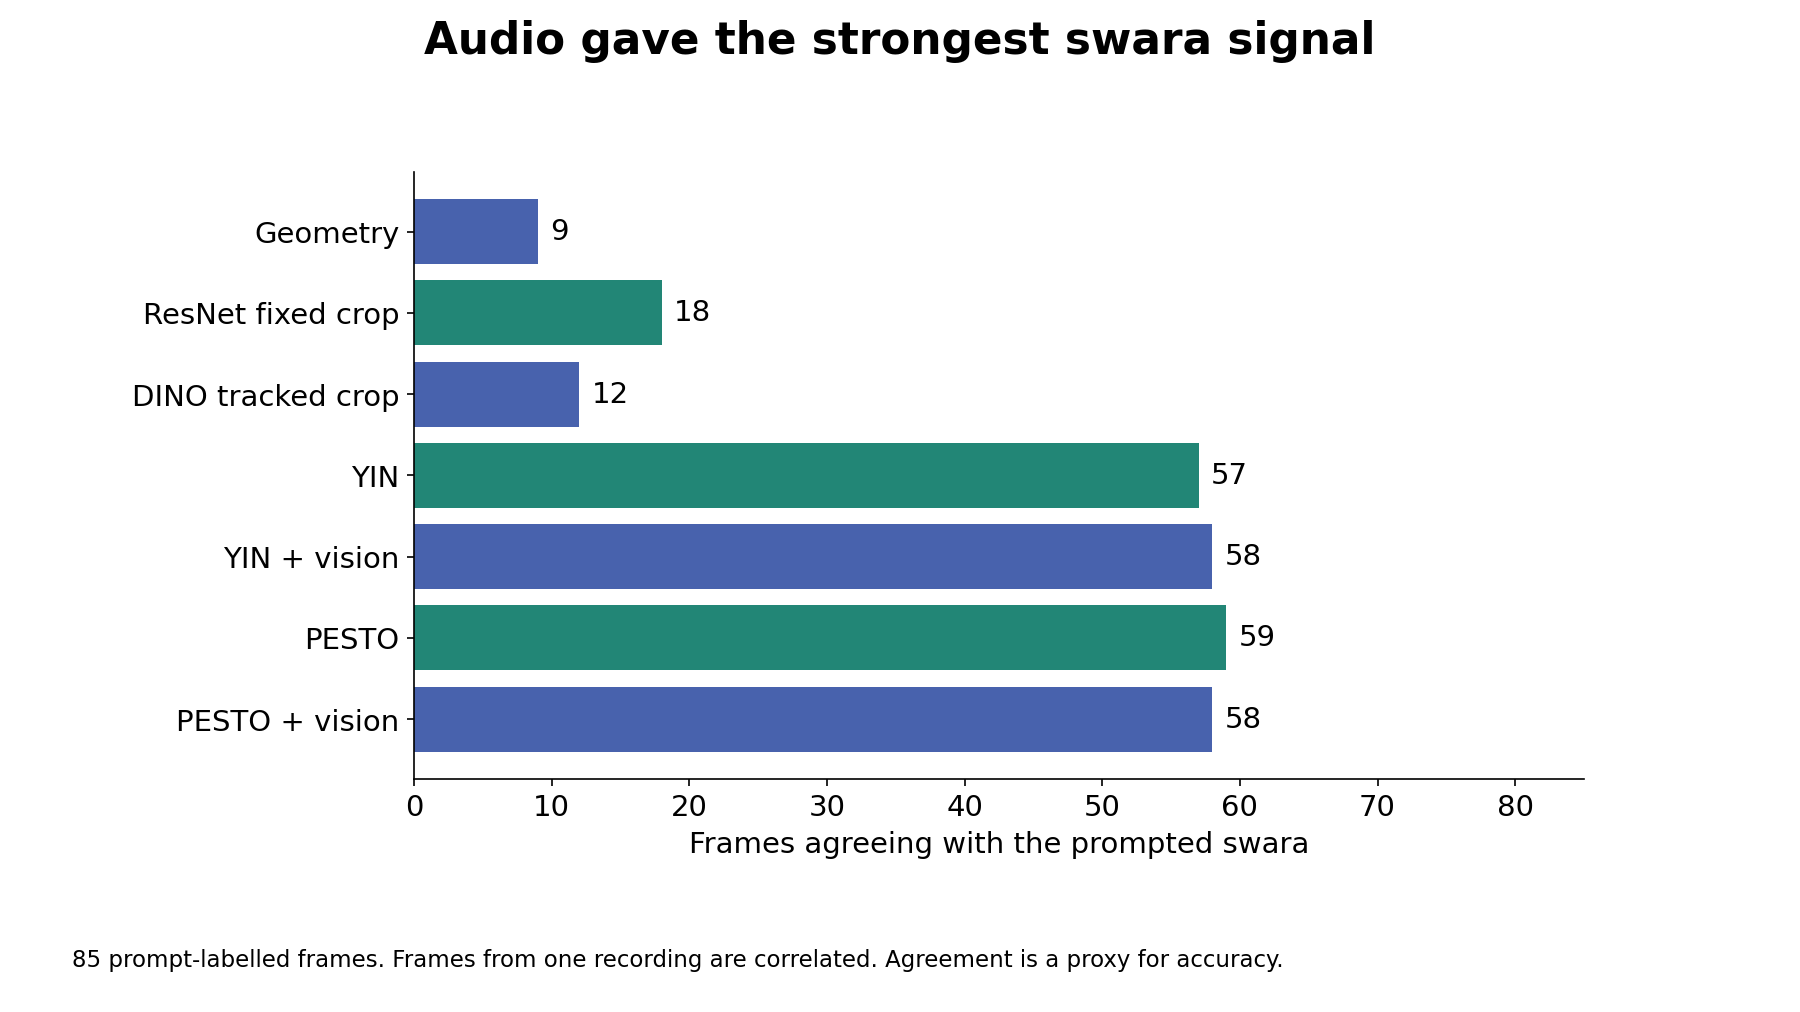 Audio gave the strongest swara signal
Geometry 9
ResNet fixed crop 18
DINO tracked crop 12
YIN 57
YIN + vision 58
PESTO 59
PESTO + vision 58
0 10 20 30 40 50 60 70 80
Frames agreeing with the prompted swara
85 prompt-labelled frames. Frames from one recording are correlated. Agreement is a proxy for accuracy.